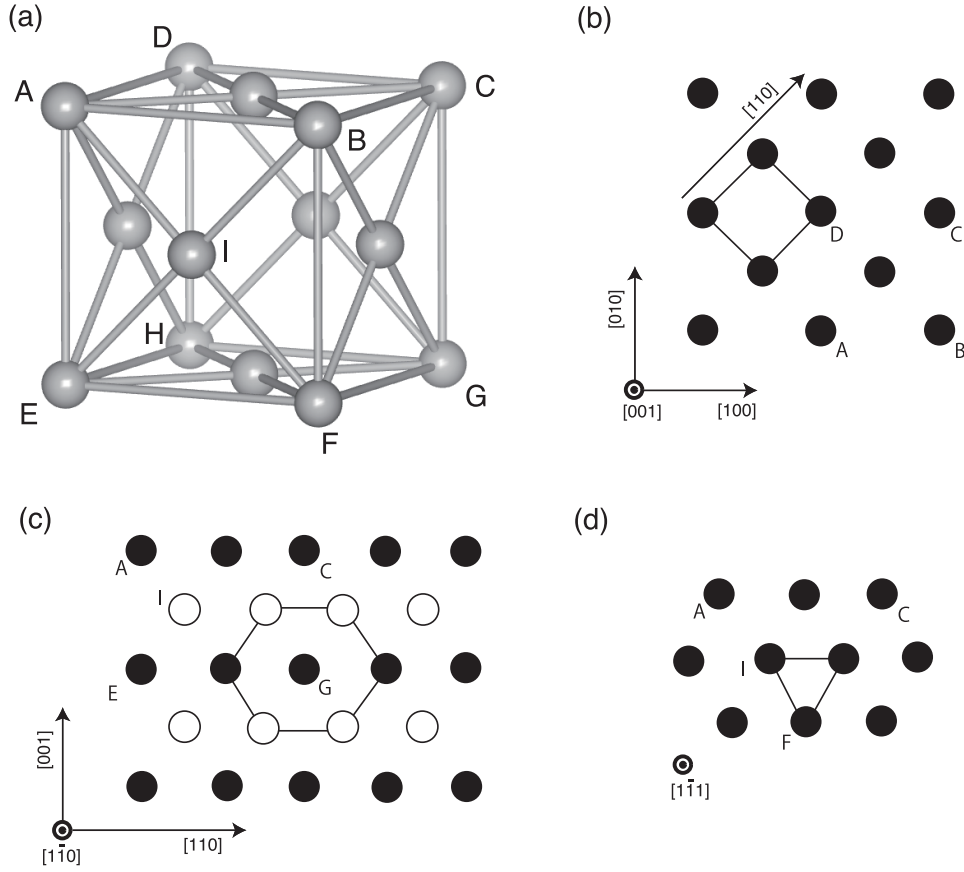 (a)
D
A
C
B
I
H
E
G
F
(b)
[110]
D
C
[010]
A
B
[001]
[100]
(c)
A
C
I
E
G
[001]
[110]
[11̄0]
(d)
A
C
I
F
[11̄1]